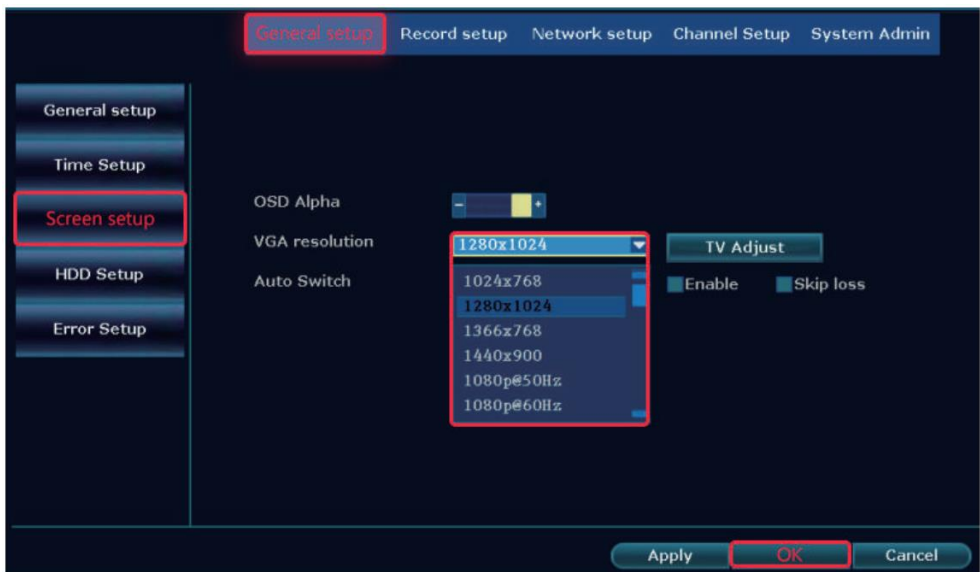 General setup Record setup Network setup Channel Setup System Admin
General setup
Time Setup
Screen setup
HDD Setup
Error Setup
OSD Alpha - +
VGA resolution 1280x1024 TV Adjust
Auto Switch Enable Skip loss
1024x768
1280x1024
1366x768
1440x900
1080p@50Hz
1080p@60Hz
Apply OK Cancel